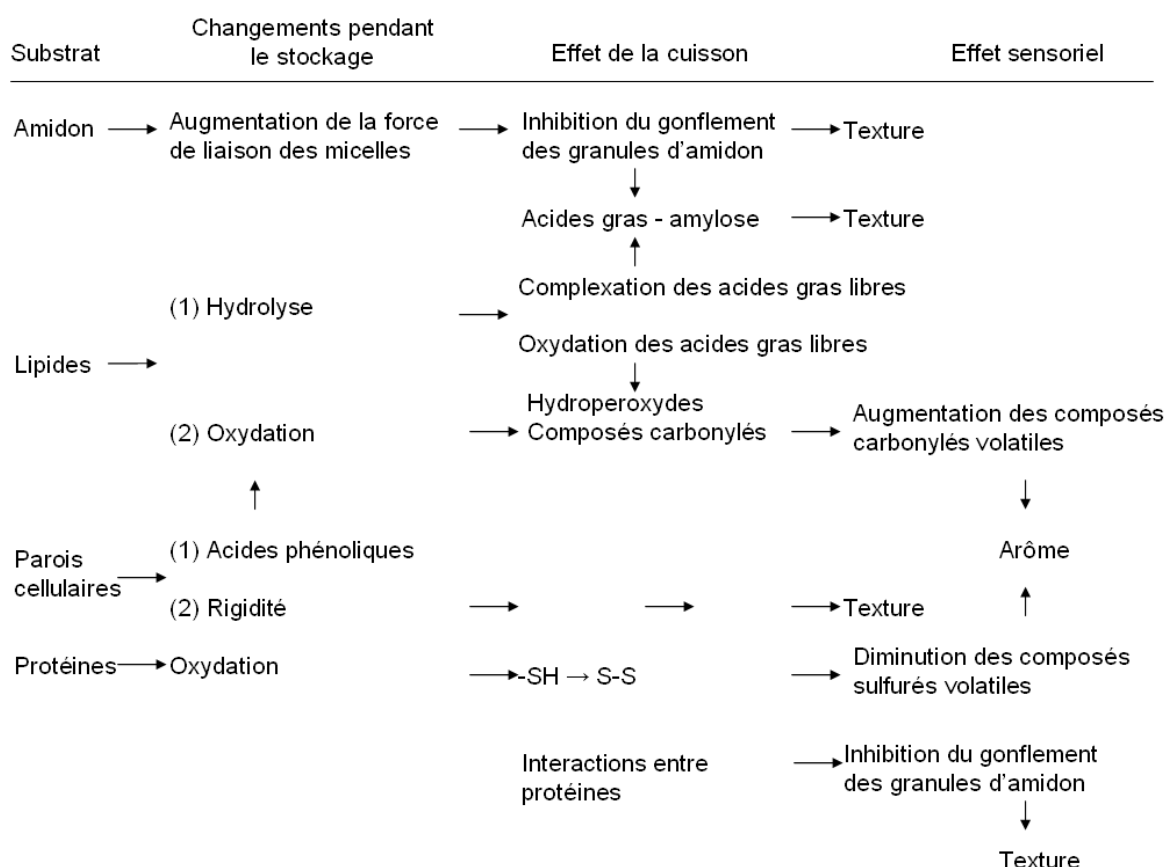 Substrat
Changements pendant
le stockage
Effet de la cuisson
Effet sensoriel
Amidon
Augmentation de la force
de liaison des micelles
Inhibition du gonflement
des granules d'amidon
Texture
Acides gras - amylose
Texture
Lipides
(1) Hydrolyse
Complexation des acides gras libres
Oxydation des acides gras libres
(2) Oxydation
Hydroperoxydes
Composés carbonylés
Augmentation des composés
carbonylés volatiles
Arôme
Parois
cellulaires
(1) Acides phénoliques
(2) Rigidité
Texture
Protéines
Oxydation
-SH → S-S
Diminution des composés
sulfurés volatiles
Interactions entre
protéines
Inhibition du gonflement
des granules d'amidon
Texture